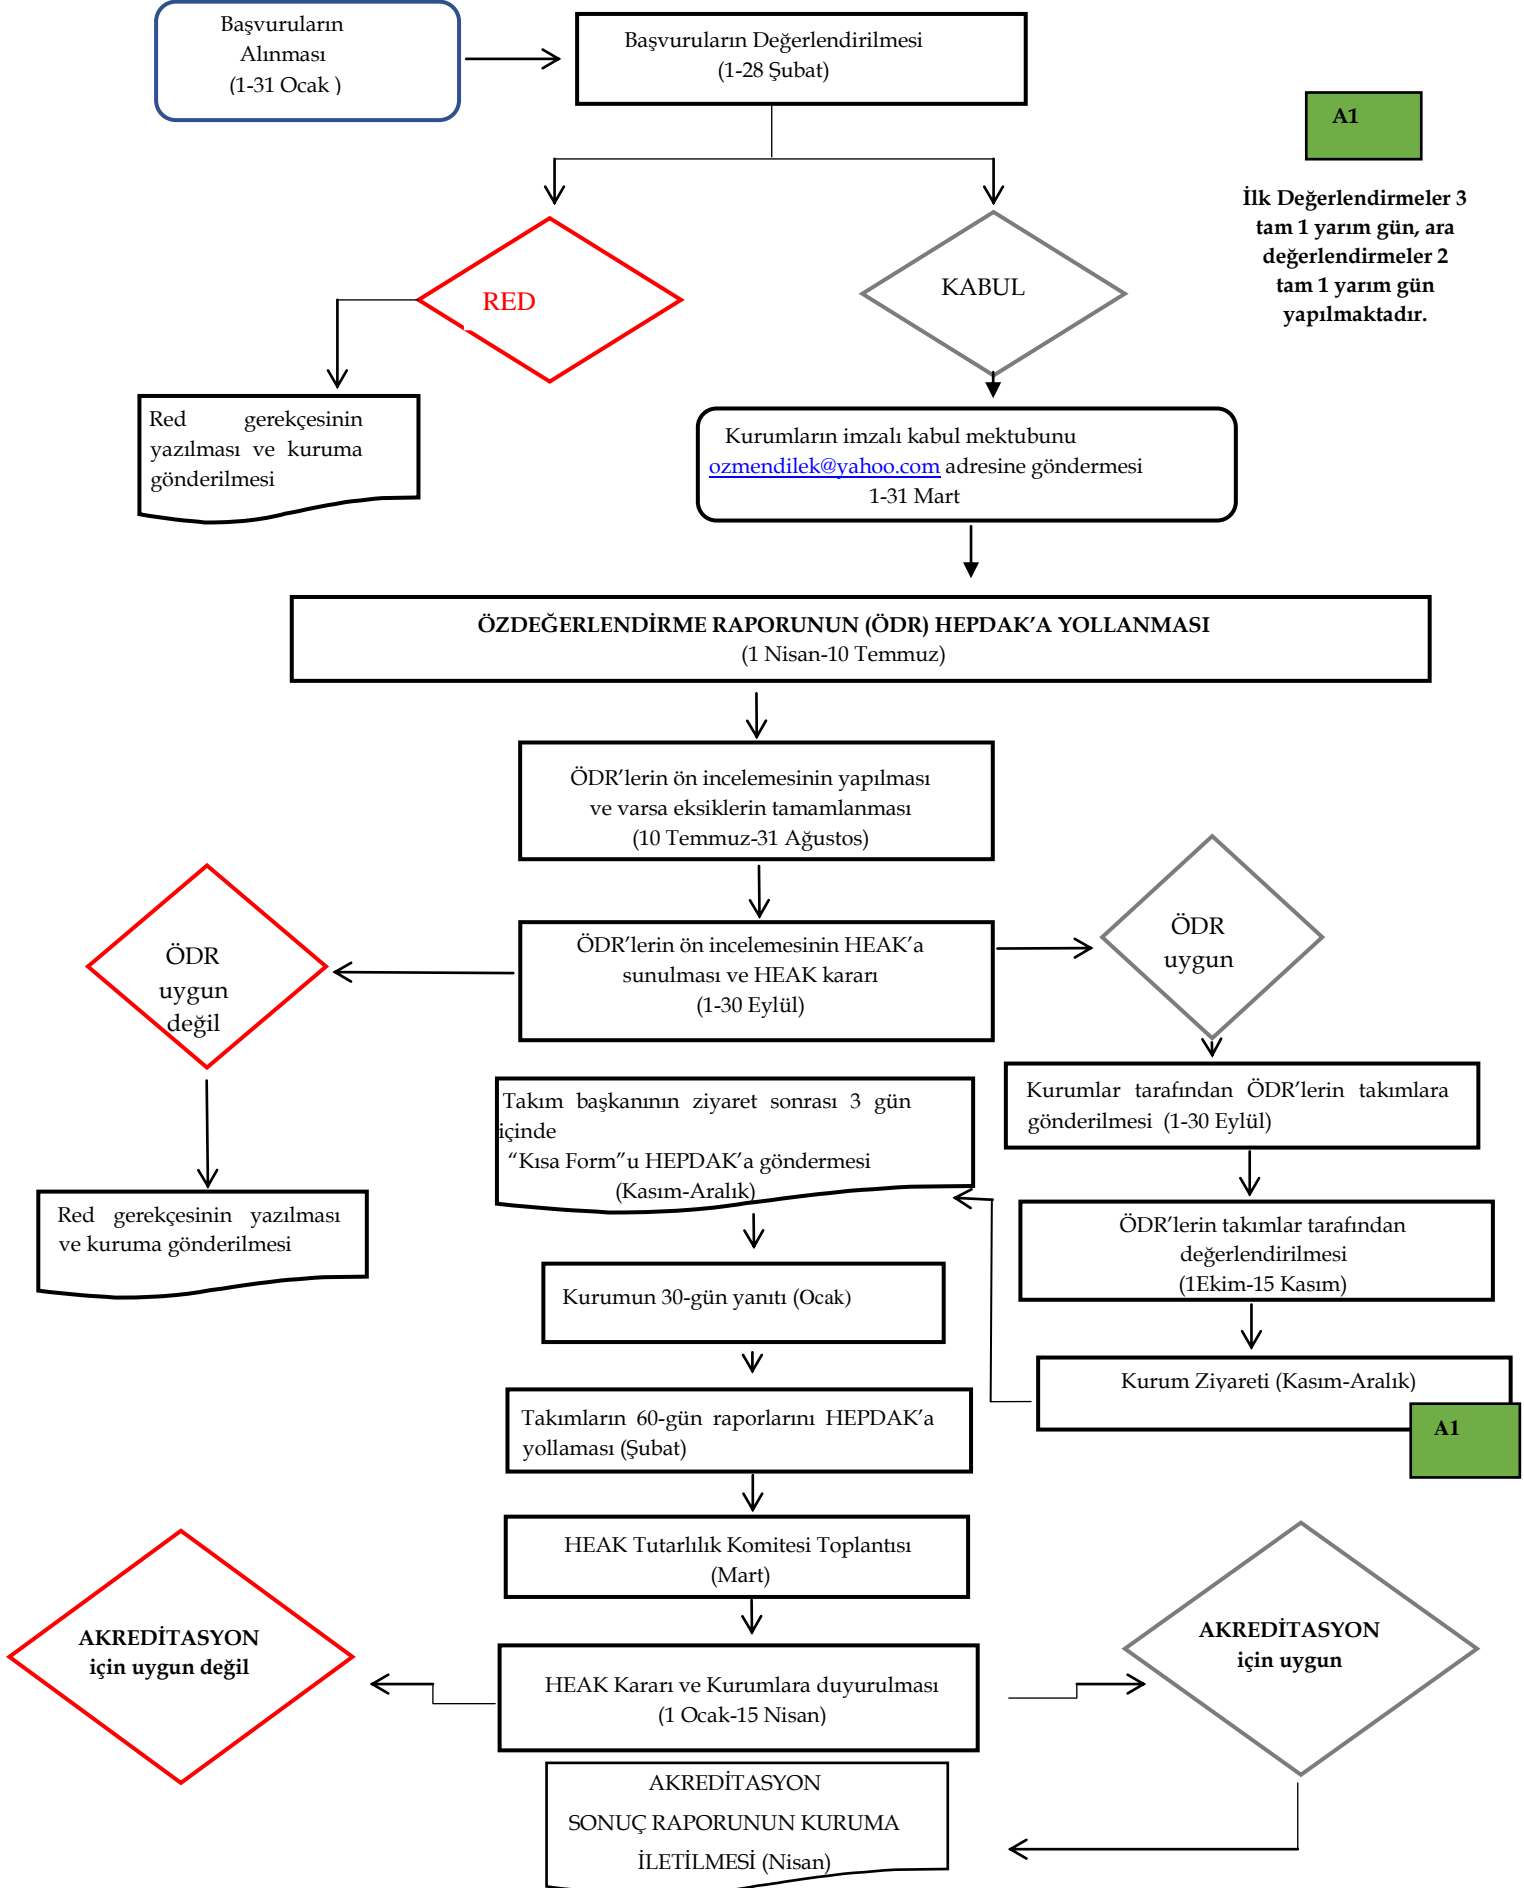 Başvuruların
Alınması
(1-31 Ocak )
Başvuruların Değerlendirilmesi
(1-28 Şubat)
A1
İlk Değerlendirmeler 3
tam 1 yarım gün, ara
değerlendirmeler 2
tam 1 yarım gün
yapılmaktadır.
RED
KABUL
Red gerekçesinin
yazılması ve kuruma
gönderilmesi
Kurumların imzalı kabul mektubunu
ozmendilek@yahoo.com adresine göndermesi
1-31 Mart
ÖZDEĞERLENDİRME RAPORUNUN (ÖDR) HEPDAK’A YOLLANMASI
(1 Nisan-10 Temmuz)
ÖDR’lerin ön incelemesinin yapılması
ve varsa eksiklerin tamamlanması
(10 Temmuz-31 Ağustos)
ÖDR’lerin ön incelemesinin HEAK’a
sunulması ve HEAK kararı
(1-30 Eylül)
ÖDR
uygun
değil
ÖDR
uygun
Red gerekçesinin yazılması
ve kuruma gönderilmesi
Kurumlar tarafından ÖDR’lerin takımlara
gönderilmesi (1-30 Eylül)
ÖDR’lerin takımlar tarafından
değerlendirilmesi
(1Ekim-15 Kasım)
Kurum Ziyareti (Kasım-Aralık)
A1
Takım başkanının ziyaret sonrası 3 gün
içinde
“Kısa Form”u HEPDAK’a göndermesi
(Kasım-Aralık)
Kurumun 30-gün yanıtı (Ocak)
Takımların 60-gün raporlarını HEPDAK’a
yollaması (Şubat)
HEAK Tutarlılık Komitesi Toplantısı
(Mart)
HEAK Kararı ve Kurumlara duyurulması
(1 Ocak-15 Nisan)
AKREDİTASYON
için uygun değil
AKREDİTASYON
için uygun
AKREDİTASYON
SONUÇ RAPORUNUN KURUMA
İLETİLMESİ (Nisan)